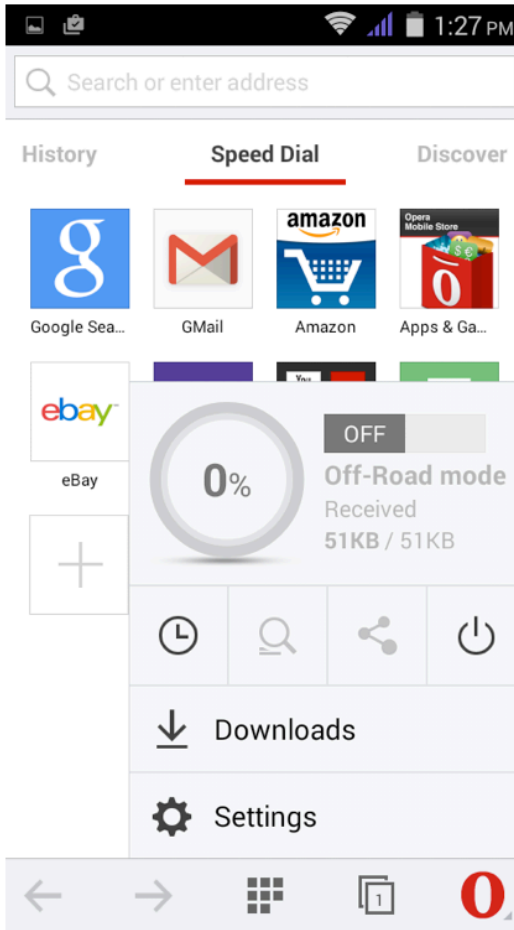 1:27 PM
Search or enter address
History Speed Dial Discover
amazon
Opera
Mobile Store
Google Sea... GMail Amazon Apps & Ga...
ebay
You
eBay
0%
OFF
Off-Road mode
Received
51KB / 51KB
Downloads
Settings
1